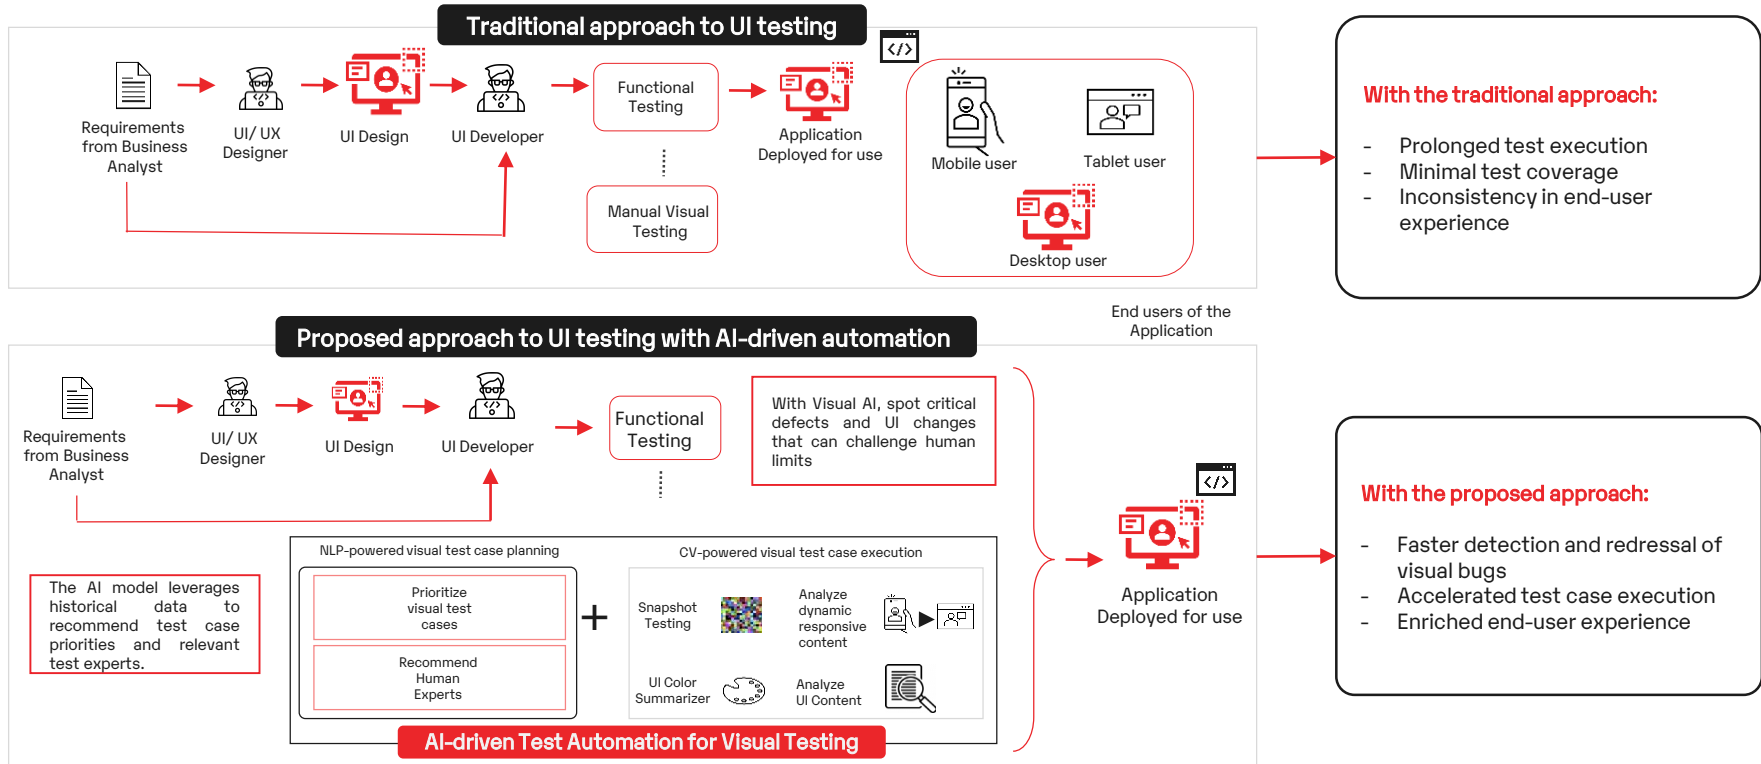 Traditional approach to UI testing
Requirements
from Business
Analyst
UI/ UX
Designer
UI Design
UI Developer
Functional
Testing
Manual Visual
Testing
Application
Deployed for use
</>
Mobile user
Tablet user
Desktop user
With the traditional approach:
- Prolonged test execution
- Minimal test coverage
- Inconsistency in end-user
experience
End users of the
Application
Proposed approach to UI testing with AI-driven automation
Requirements
from Business
Analyst
UI/ UX
Designer
UI Design
UI Developer
Functional
Testing
With Visual AI, spot critical
defects and UI changes
that can challenge human
limits
The AI model leverages
historical data to
recommend test case
priorities and relevant
test experts.
NLP-powered visual test case planning
Prioritize
visual test
cases
Recommend
Human
Experts
+
CV-powered visual test case execution
Snapshot
Testing
Analyze
dynamic
responsive
content
UI Color
Summarizer
Analyze
UI Content
AI-driven Test Automation for Visual Testing
</>
Application
Deployed for use
With the proposed approach:
- Faster detection and redressal of
visual bugs
- Accelerated test case execution
- Enriched end-user experience